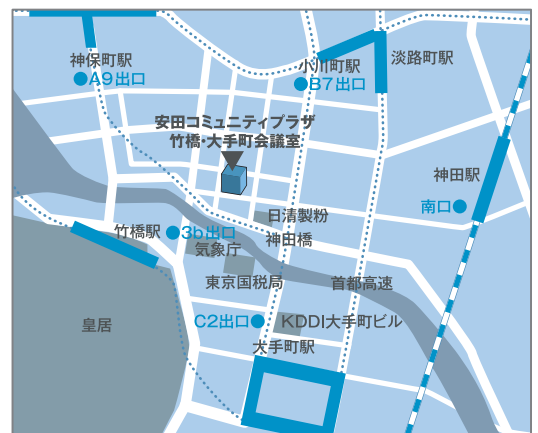 神保町駅
A9出口
小川町駅
B7出口
淡路町駅
安田コミュニティプラザ
竹橋・大手町会議室
神田駅
南口
日清製粉
竹橋駅
3b出口
神田橋
気象庁
東京国税局
首都高速
皇居
C2出口
KDDI大手町ビル
大手町駅